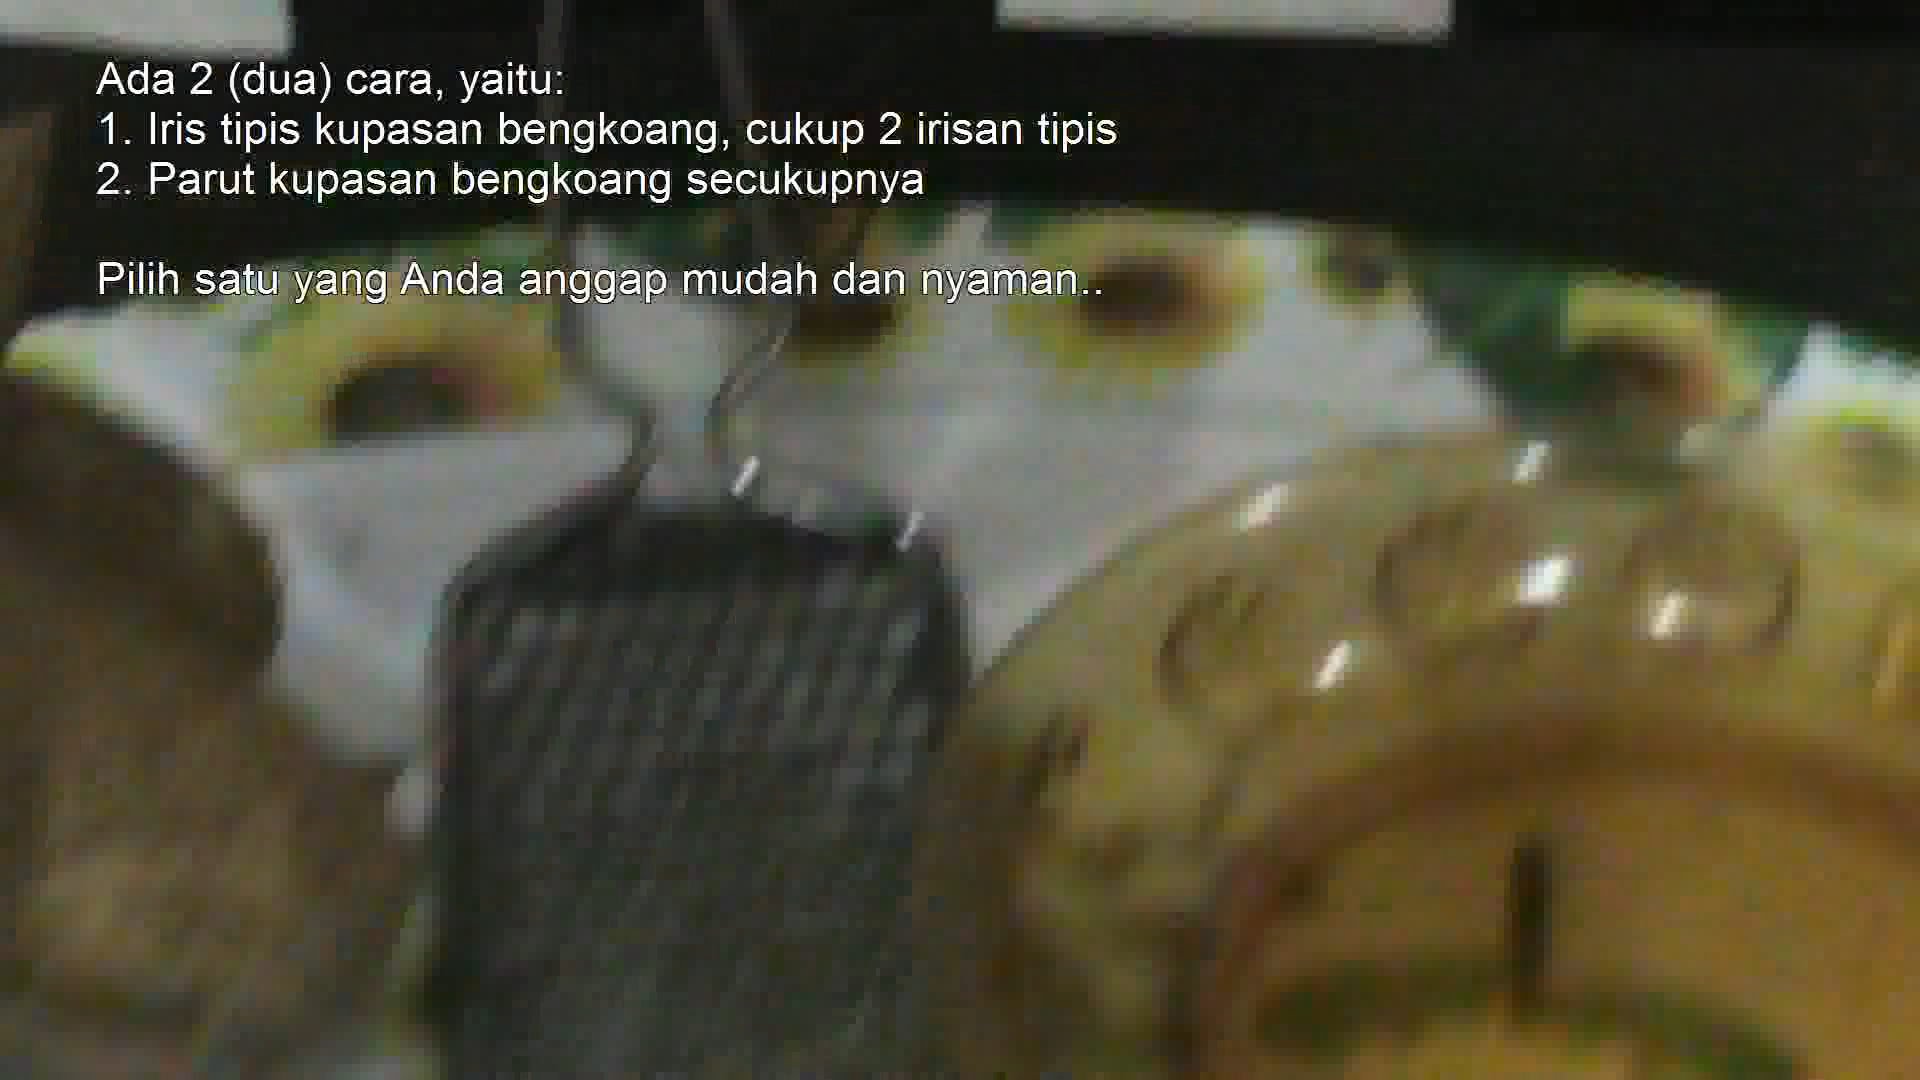 Ada 2 (dua) cara, yaitu:
1. Iris tipis kupasan bengkoang, cukup 2 irisan tipis
2. Parut kupasan bengkoang secukupnya
Pilih satu yang Anda anggap mudah dan nyaman..